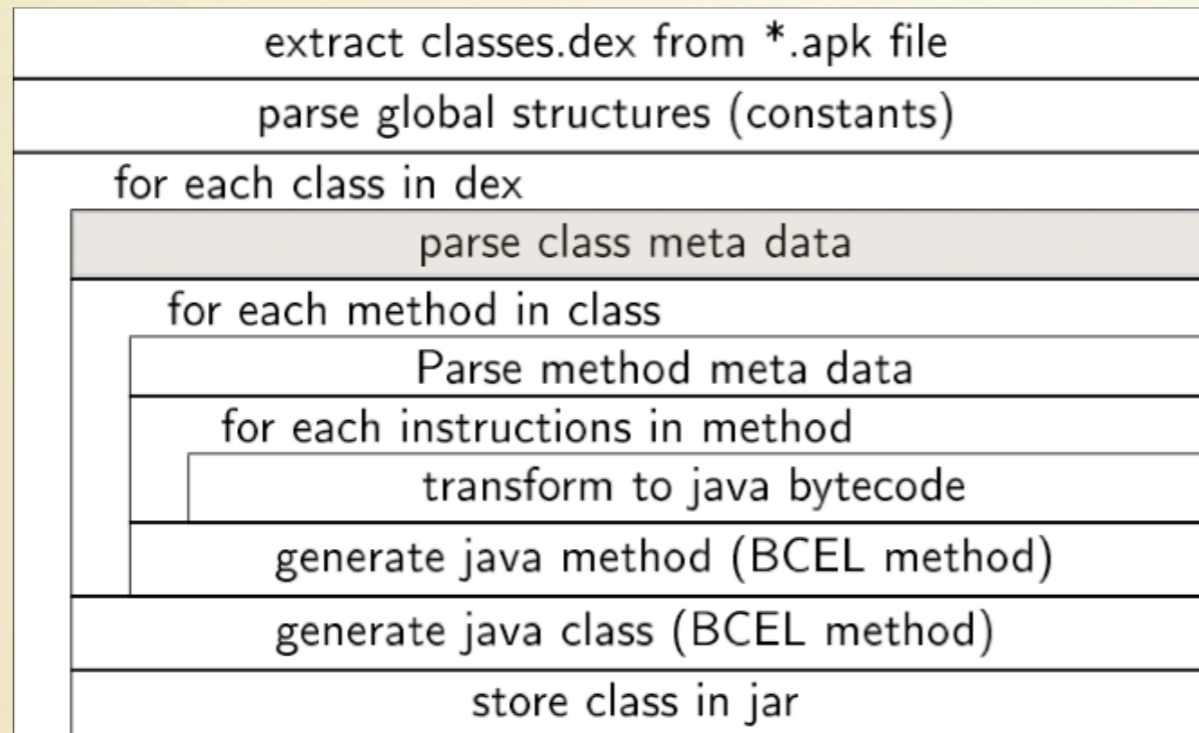 extract classes.dex from *.apk file
parse global structures (constants)
for each class in dex
parse class meta data
for each method in class
Parse method meta data
for each instructions in method
transform to java bytecode
generate java method (BCEL method)
generate java class (BCEL method)
store class in jar